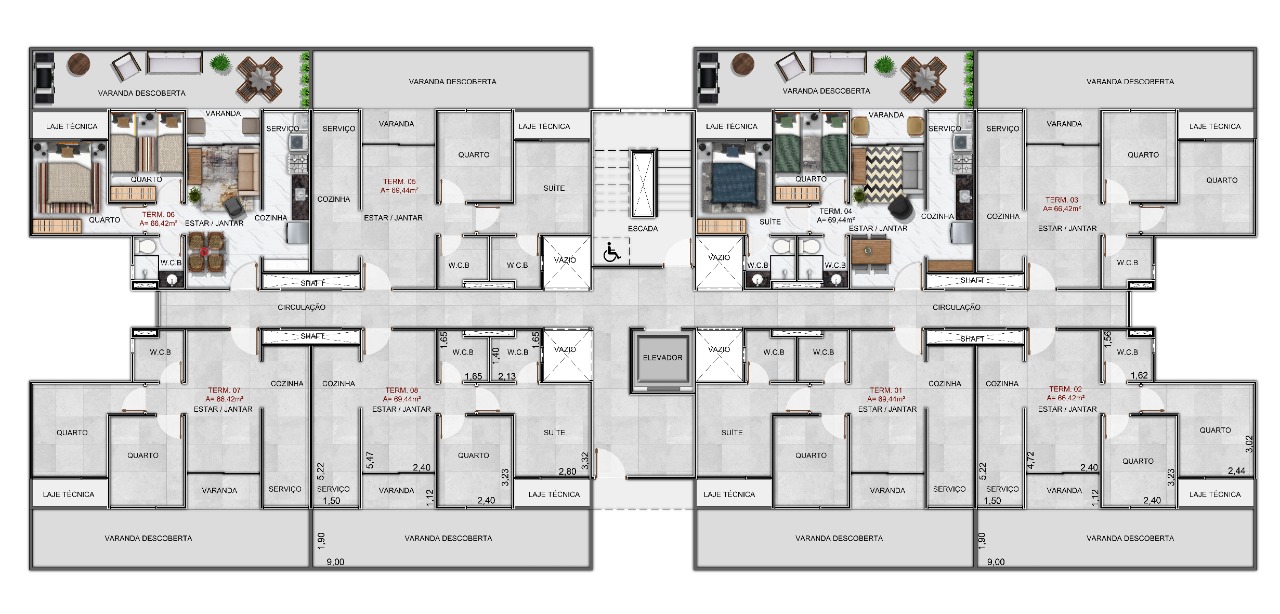 VARANDA DESCOBERTA
VARANDA DESCOBERTA
VARANDA DESCOBERTA
VARANDA DESCOBERTA
LAJE TÉCNICA
VARANDA
SERVIÇO
SERVIÇO
VARANDA
LAJE TÉCNICA
LAJE TÉCNICA
VARANDA
SERVIÇO
SERVIÇO
VARANDA
LAJE TÉCNICA
QUARTO
QUARTO
QUARTO
SUÍTE
QUARTO
QUARTO
QUARTO
TERM. 06
A= 66,42m²
ESTAR / JANTAR
COZINHA
COZINHA
TERM. 05
A= 69,44m²
ESTAR / JANTAR
ESCADA
SUÍTE
TERM. 04
A= 69,44m²
ESTAR / JANTAR
COZINHA
COZINHA
TERM. 03
A= 66,42m²
ESTAR / JANTAR
W.C.B
W.C.B
W.C.B
VAZIO
VAZIO
W.C.B
W.C.B
W.C.B
SHAFT
SHAFT
CIRCULAÇÃO
CIRCULAÇÃO
SHAFT
SHAFT
W.C.B
1,65
W.C.B
1,65
1,40
W.C.B
2,13
1,65
VAZIO
ELEVADOR
VAZIO
W.C.B
W.C.B
1,56
W.C.B
1,62
TERM. 07
A= 66,42m²
ESTAR / JANTAR
COZINHA
COZINHA
TERM. 08
A= 69,44m²
ESTAR / JANTAR
TERM. 01
A= 69,44m²
ESTAR / JANTAR
COZINHA
COZINHA
TERM. 02
A= 66,42m²
ESTAR / JANTAR
QUARTO
QUARTO
5,22
5,47
2,40
QUARTO
3,23
2,40
SUÍTE
2,80
3,32
SUÍTE
QUARTO
5,22
4,72
2,40
QUARTO
3,23
2,40
QUARTO
3,02
2,44
LAJE TÉCNICA
VARANDA
SERVIÇO
SERVIÇO
1,50
VARANDA
1,12
LAJE TÉCNICA
LAJE TÉCNICA
VARANDA
SERVIÇO
SERVIÇO
1,50
VARANDA
1,12
LAJE TÉCNICA
VARANDA DESCOBERTA
1,90
9,00
VARANDA DESCOBERTA
VARANDA DESCOBERTA
1,90
9,00
VARANDA DESCOBERTA